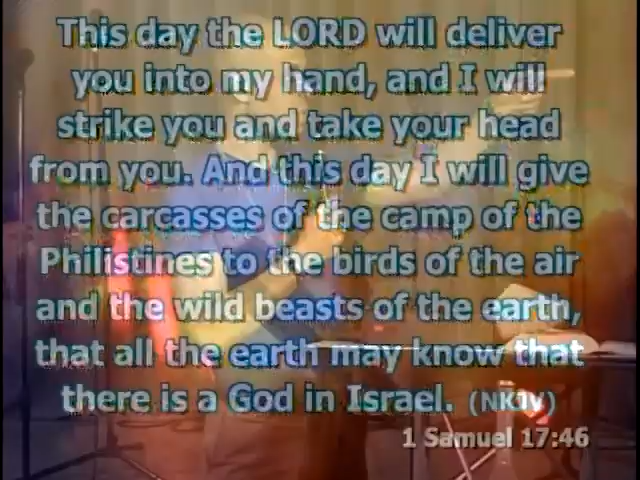 This day the LORD will deliver
you into my hand, and I will
strike you and take your head
from you. And this day I will give
the carcasses of the camp of the
Philistines to the birds of the air
and the wild beasts of the earth,
that all the earth may know that
there is a God in Israel. (NKJV)
1 Samuel 17:46